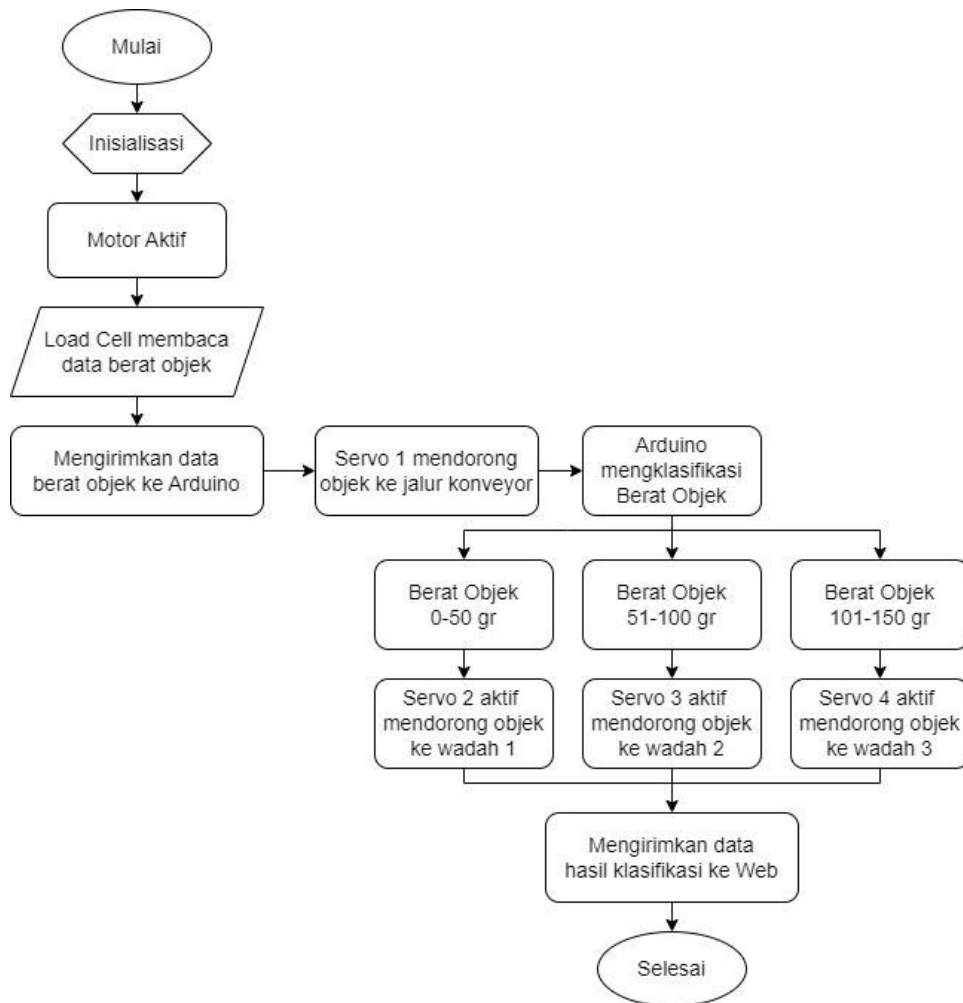 Mulai
Inisialisasi
Motor Aktif
Load Cell membaca
data berat objek
Mengirimkan data
berat objek ke Arduino
Servo 1 mendorong
objek ke jalur konveyor
Arduino
mengklasifikasi
Berat Objek
Berat Objek
0-50 gr
Berat Objek
51-100 gr
Berat Objek
101-150 gr
Servo 2 aktif
mendorong objek
ke wadah 1
Servo 3 aktif
mendorong objek
ke wadah 2
Servo 4 aktif
mendorong objek
ke wadah 3
Mengirimkan data
hasil klasifikasi ke Web
Selesai